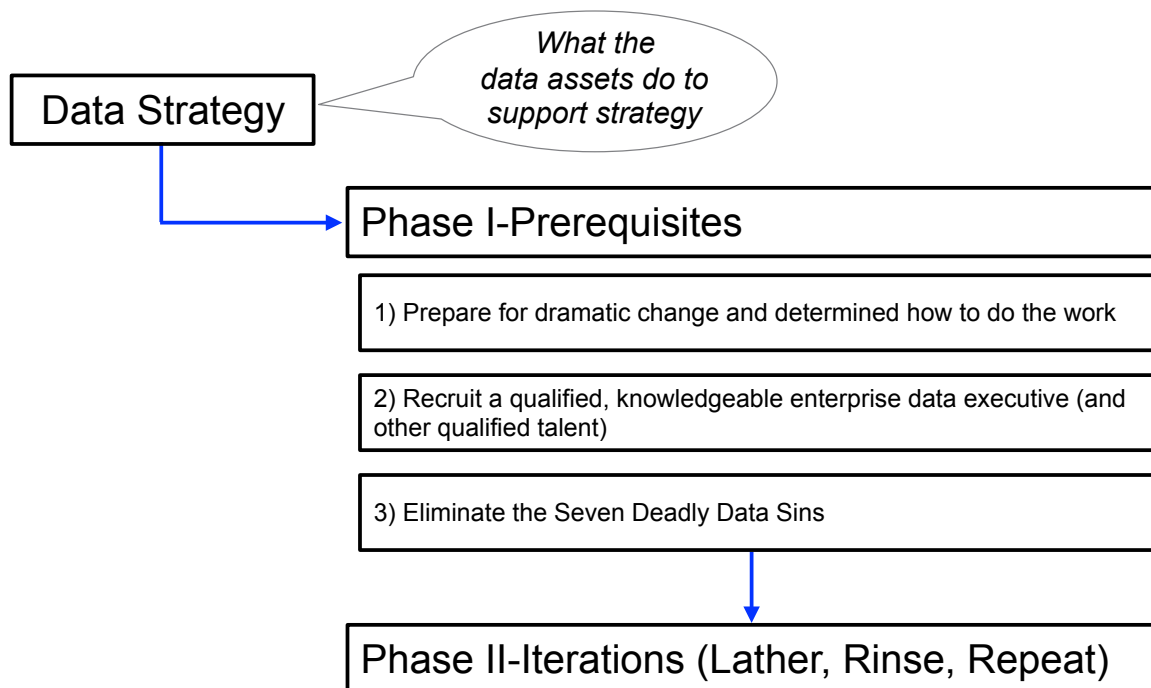 What the
data assets do to
support strategy
Data Strategy
Phase I-Prerequisites
1) Prepare for dramatic change and determined how to do the work
2) Recruit a qualified, knowledgeable enterprise data executive (and
other qualified talent)
3) Eliminate the Seven Deadly Data Sins
Phase II-Iterations (Lather, Rinse, Repeat)